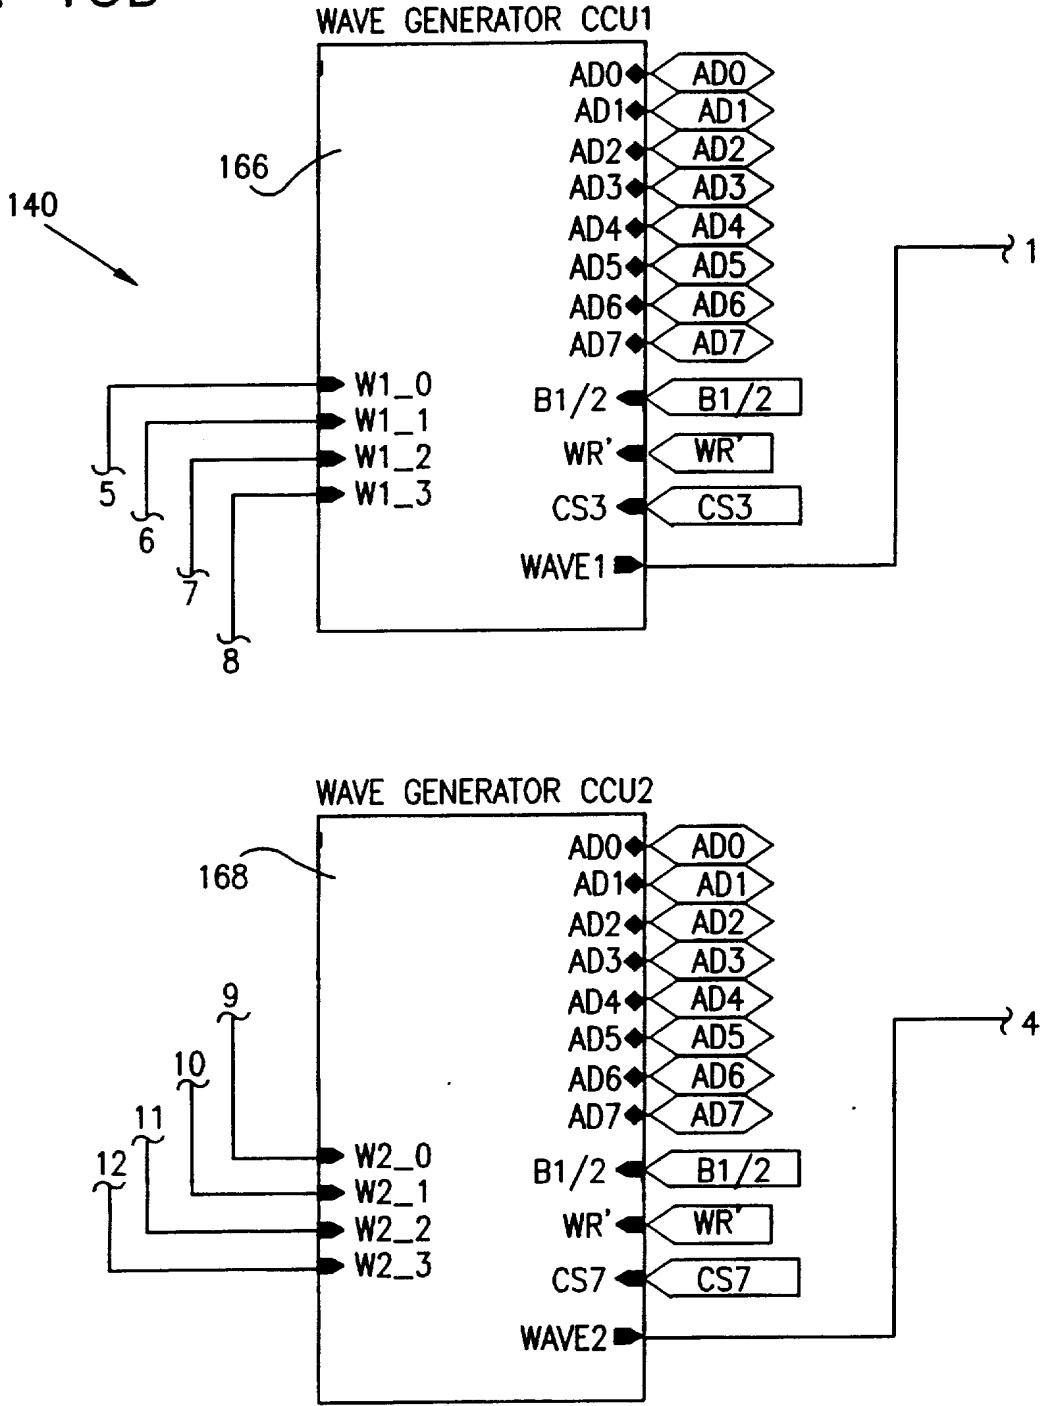 WAVE GENERATOR CCU1
166
140
AD0 AD0
AD1 AD1
AD2 AD2
AD3 AD3
AD4 AD4
AD5 AD5
AD6 AD6
AD7 AD7
1
W1_0
W1_1
W1_2
W1_3
B1/2 B1/2
WR' WR'
CS3 CS3
WAVE1
5
6
7
8
WAVE GENERATOR CCU2
168
AD0 AD0
AD1 AD1
AD2 AD2
AD3 AD3
AD4 AD4
AD5 AD5
AD6 AD6
AD7 AD7
4
9
10
11
12
W2_0
W2_1
W2_2
W2_3
B1/2 B1/2
WR' WR'
CS7 CS7
WAVE2